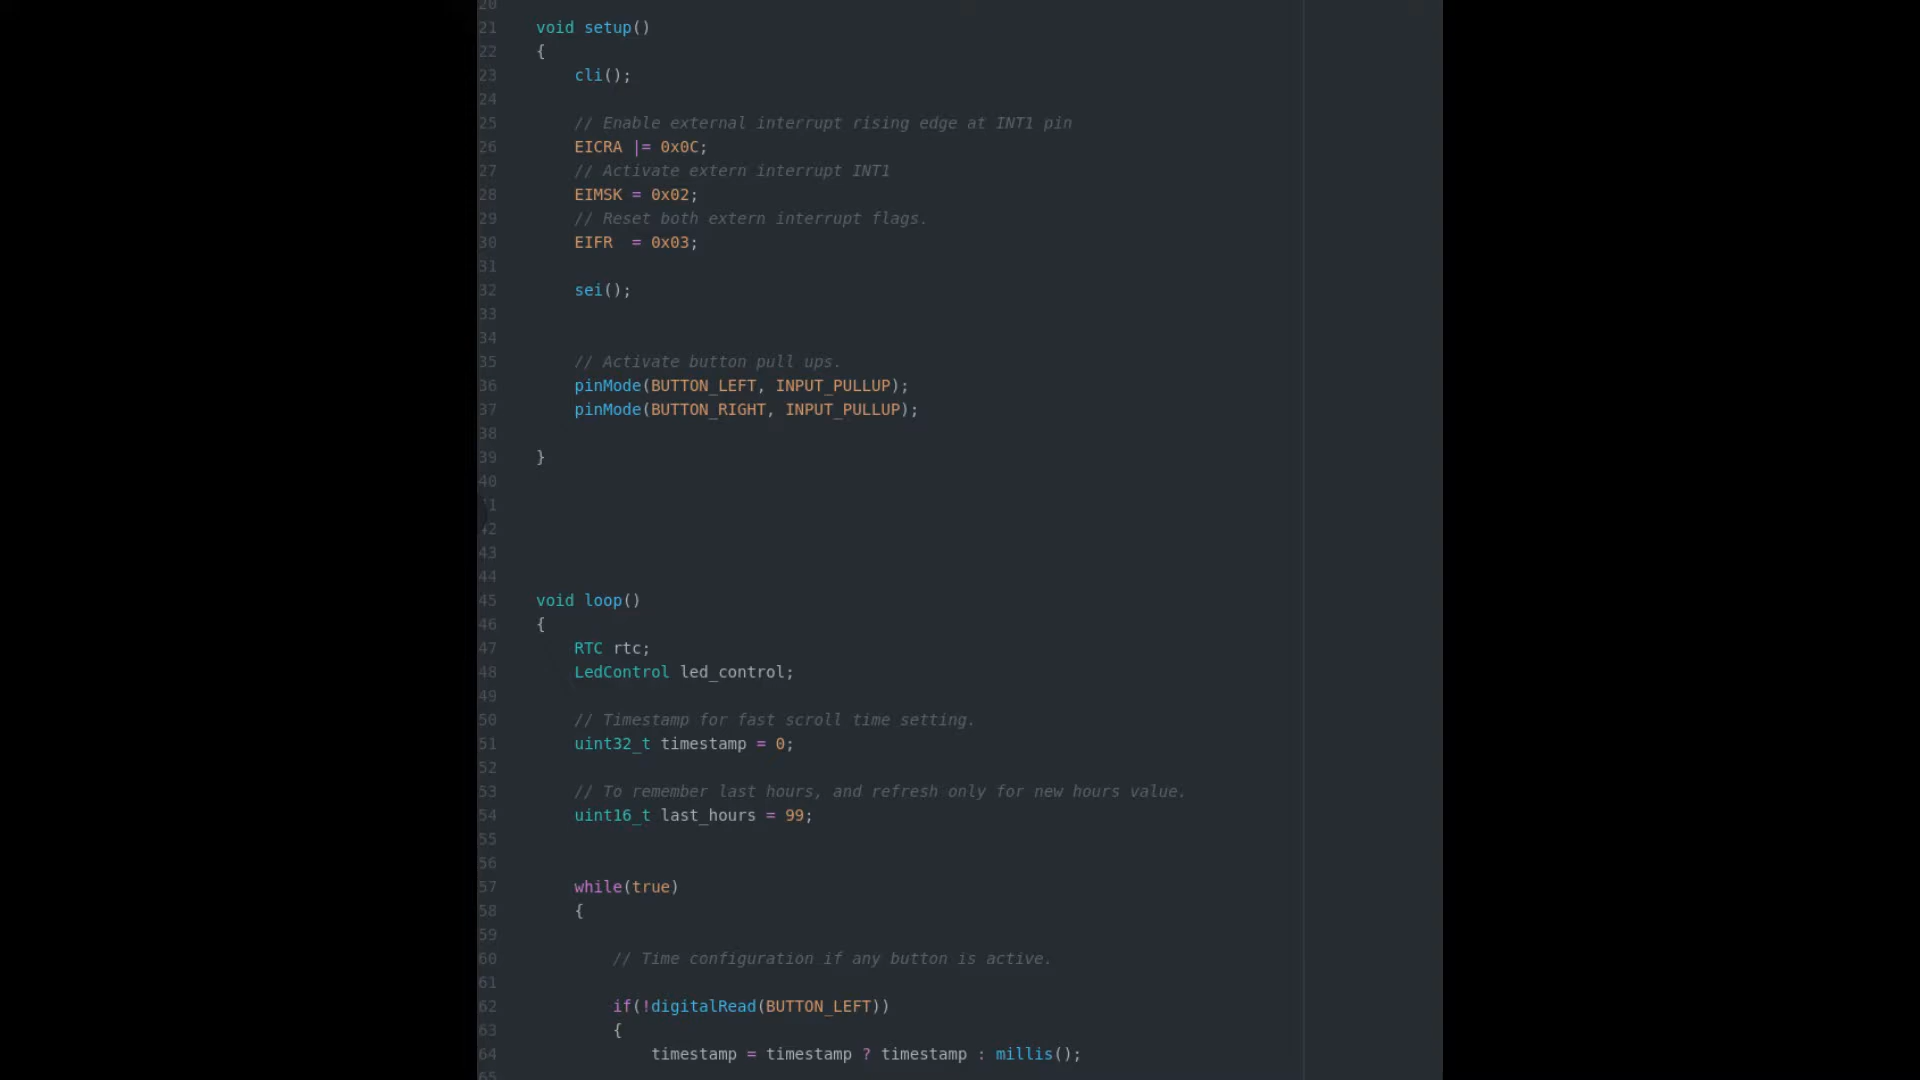 20
21 void setup()
22 {
23 cli();
24
25 // Enable external interrupt rising edge at INT1 pin
26 EICRA |= 0x0C;
27 // Activate extern interrupt INT1
28 EIMSK = 0x02;
29 // Reset both extern interrupt flags.
30 EIFR  = 0x03;
31
32 sei();
33
34
35 // Activate button pull ups.
36 pinMode(BUTTON_LEFT, INPUT_PULLUP);
37 pinMode(BUTTON_RIGHT, INPUT_PULLUP);
38
39 }
40
41
42
43
44
45 void loop()
46 {
47 RTC rtc;
48 LedControl led_control;
49
50 // Timestamp for fast scroll time setting.
51 uint32_t timestamp = 0;
52
53 // To remember last hours, and refresh only for new hours value.
54 uint16_t last_hours = 99;
55
56
57 while(true)
58 {
59
60 // Time configuration if any button is active.
61
62 if(!digitalRead(BUTTON_LEFT))
63 {
64 timestamp = timestamp ? timestamp : millis();
65